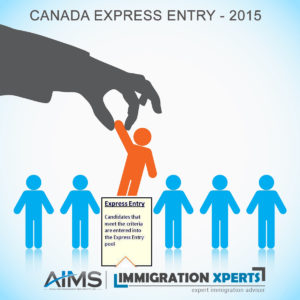 CANADA EXPRESS ENTRY - 2015
Express Entry
Candidates that
meet the criteria
are entered into
the Express Entry
pool
AIMS
IMMIGRATION XPERTS
expert immigration advisor